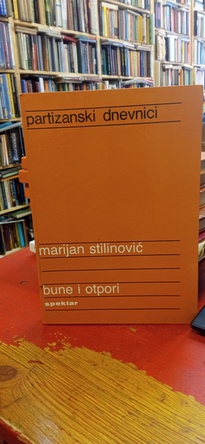 partizanski dnevnici
marijan stilinović
bune i otpori
spektar